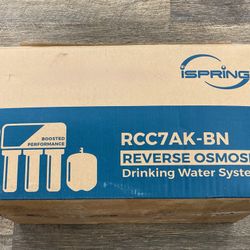 iSPRING
BOOSTED
PERFORMANCE
RCC7AK-BN
REVERSE OSMOSI
Drinking Water Syste